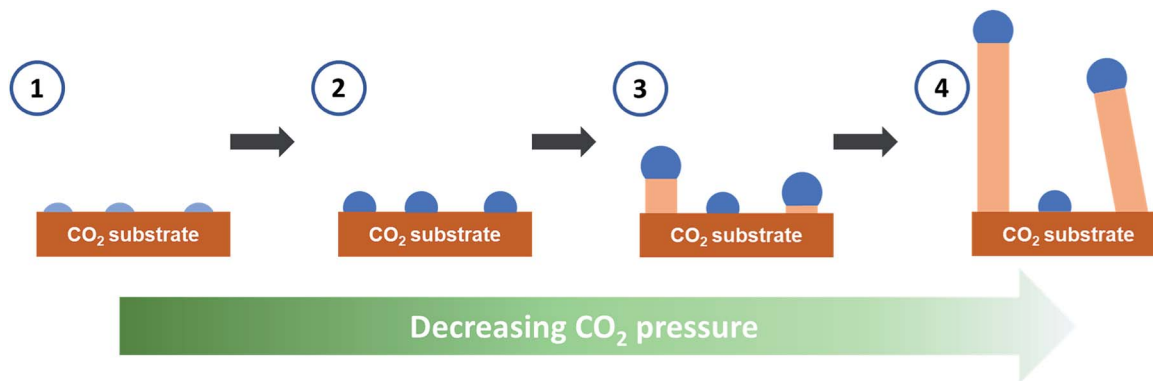 1
2
3
4
CO₂ substrate
CO₂ substrate
CO₂ substrate
CO₂ substrate
Decreasing CO₂ pressure